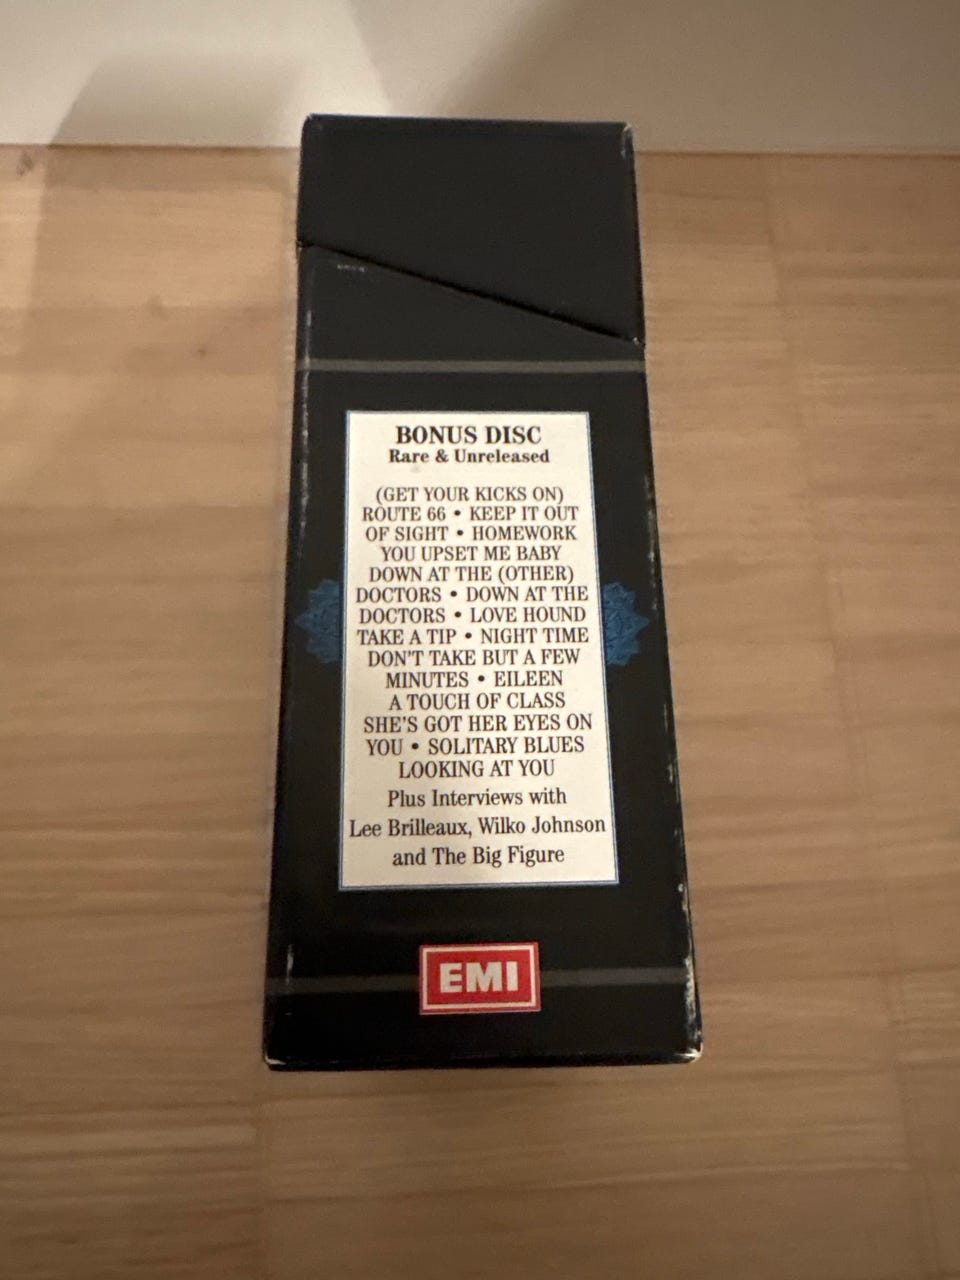 BONUS DISC
Rare & Unreleased
(GET YOUR KICKS ON)
ROUTE 66 • KEEP IT OUT
OF SIGHT • HOMEWORK
YOU UPSET ME BABY
DOWN AT THE (OTHER)
DOCTORS • DOWN AT THE
DOCTORS • LOVE HOUND
TAKE A TIP • NIGHT TIME
DON'T TAKE BUT A FEW
MINUTES • EILEEN
A TOUCH OF CLASS
SHE'S GOT HER EYES ON
YOU • SOLITARY BLUES
LOOKING AT YOU
Plus Interviews with
Lee Brilleaux, Wilko Johnson
and The Big Figure
EMI